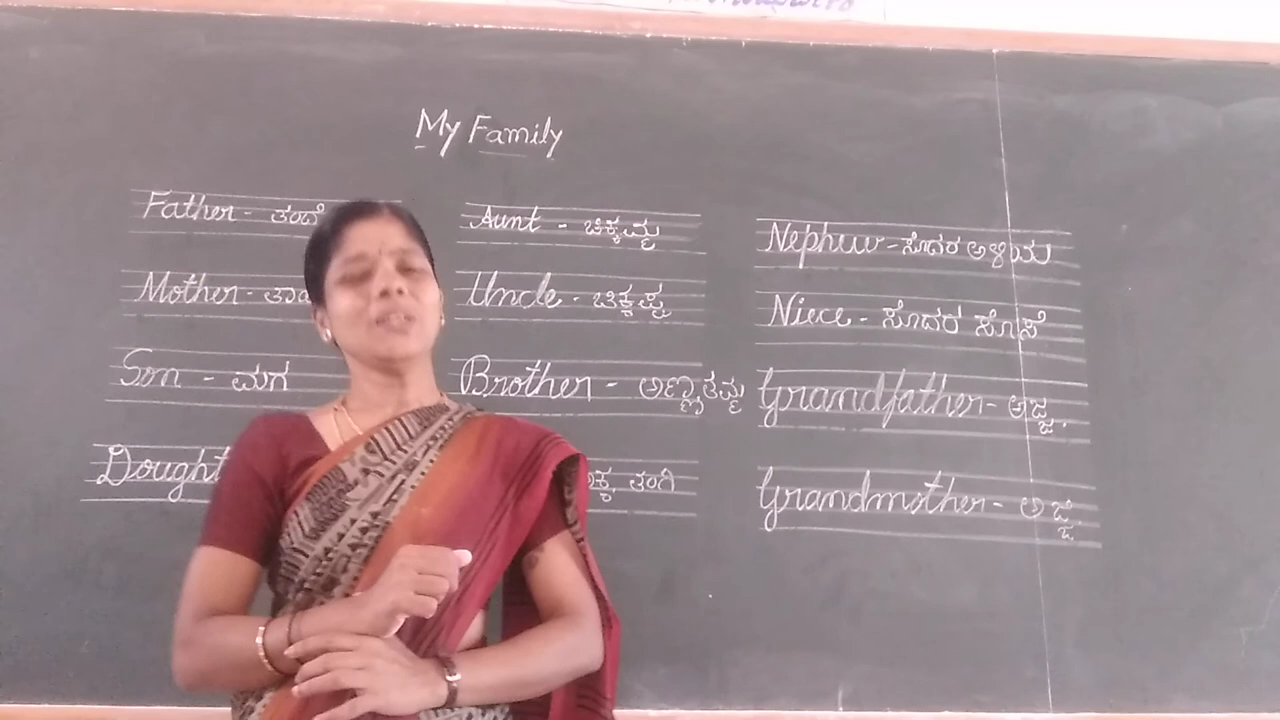 My Family
Father - ತಂದೆ
Mother -
Son - ಮಗ
Aunt - ಚಿಕ್ಕಮ್ಮ
Uncle - ಚಿಕ್ಕಪ್ಪ
Brother - ಅಣ್ಣ, ತಮ್ಮ
ತಂಗಿ
Nephew - ಸೋದರ ಅಳಿಯ
Niece - ಸೋದರ ಸೊಸೆ
Grandfather - ಅಜ್ಜ.
Grandmother - ಅಜ್ಜಿ.